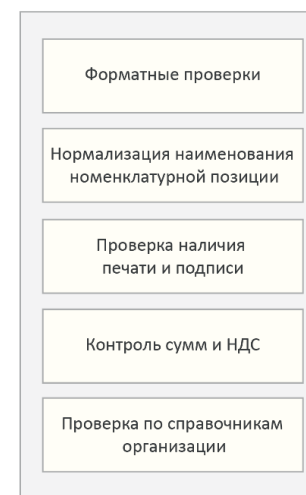 Форматные проверки
Нормализация наименования
номенклатурной позиции
Проверка наличия
печати и подписи
Контроль сумм и НДС
Проверка по справочникам
организации